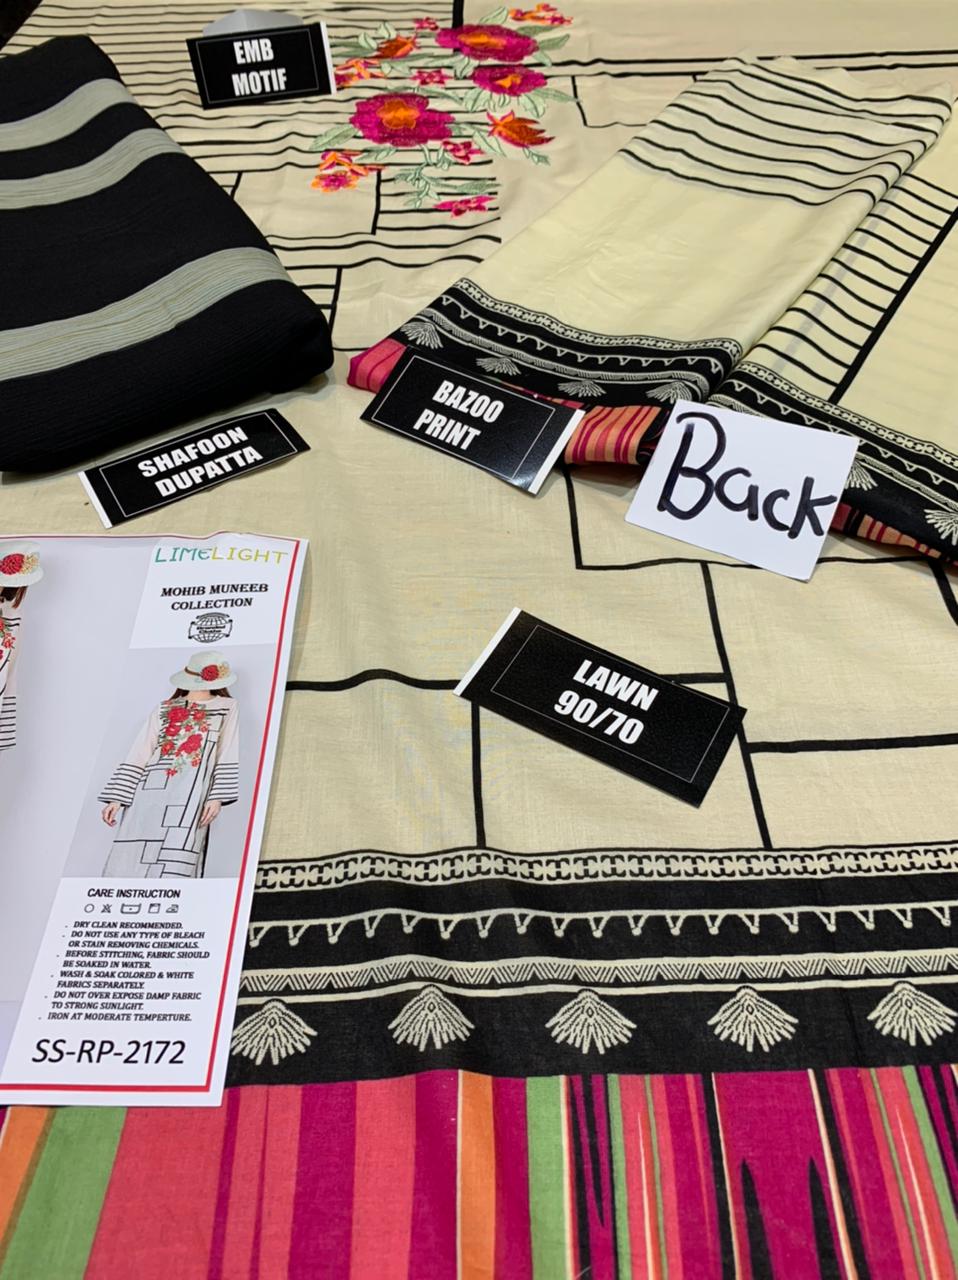 EMB
MOTIF
BAZOO
PRINT
SHAFOON
DUPATTA
Back
LIMELIGHT
MOHIB MUNEEB
COLLECTION
LAWN
90/70
CARE INSTRUCTION
. DRY CLEAN RECOMMENDED.
. DO NOT USE ANY TYPE OF BLEACH
OR STAIN REMOVING CHEMICALS.
. BEFORE STITCHING, FABRIC SHOULD
BE SOAKED IN WATER.
. WASH & SOAK COLORED & WHITE
FABRICS SEPARATELY.
. DO NOT OVER EXPOSE DAMP FABRIC
TO STRONG SUNLIGHT.
. IRON AT MODERATE TEMPERTURE.
SS-RP-2172